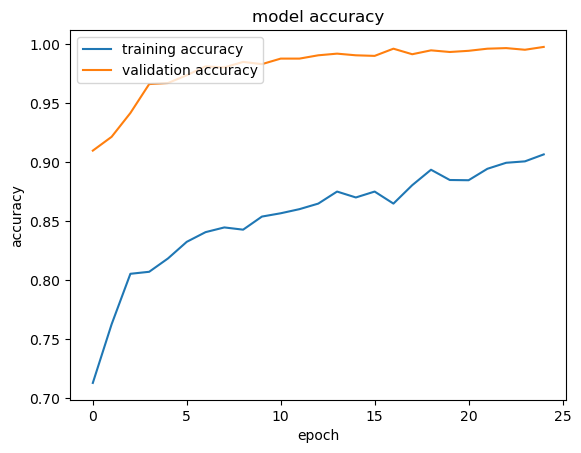 model accuracy
training accuracy
validation accuracy
1.00
0.95
0.90
0.85
0.80
0.75
0.70
accuracy
0 5 10 15 20 25
epoch